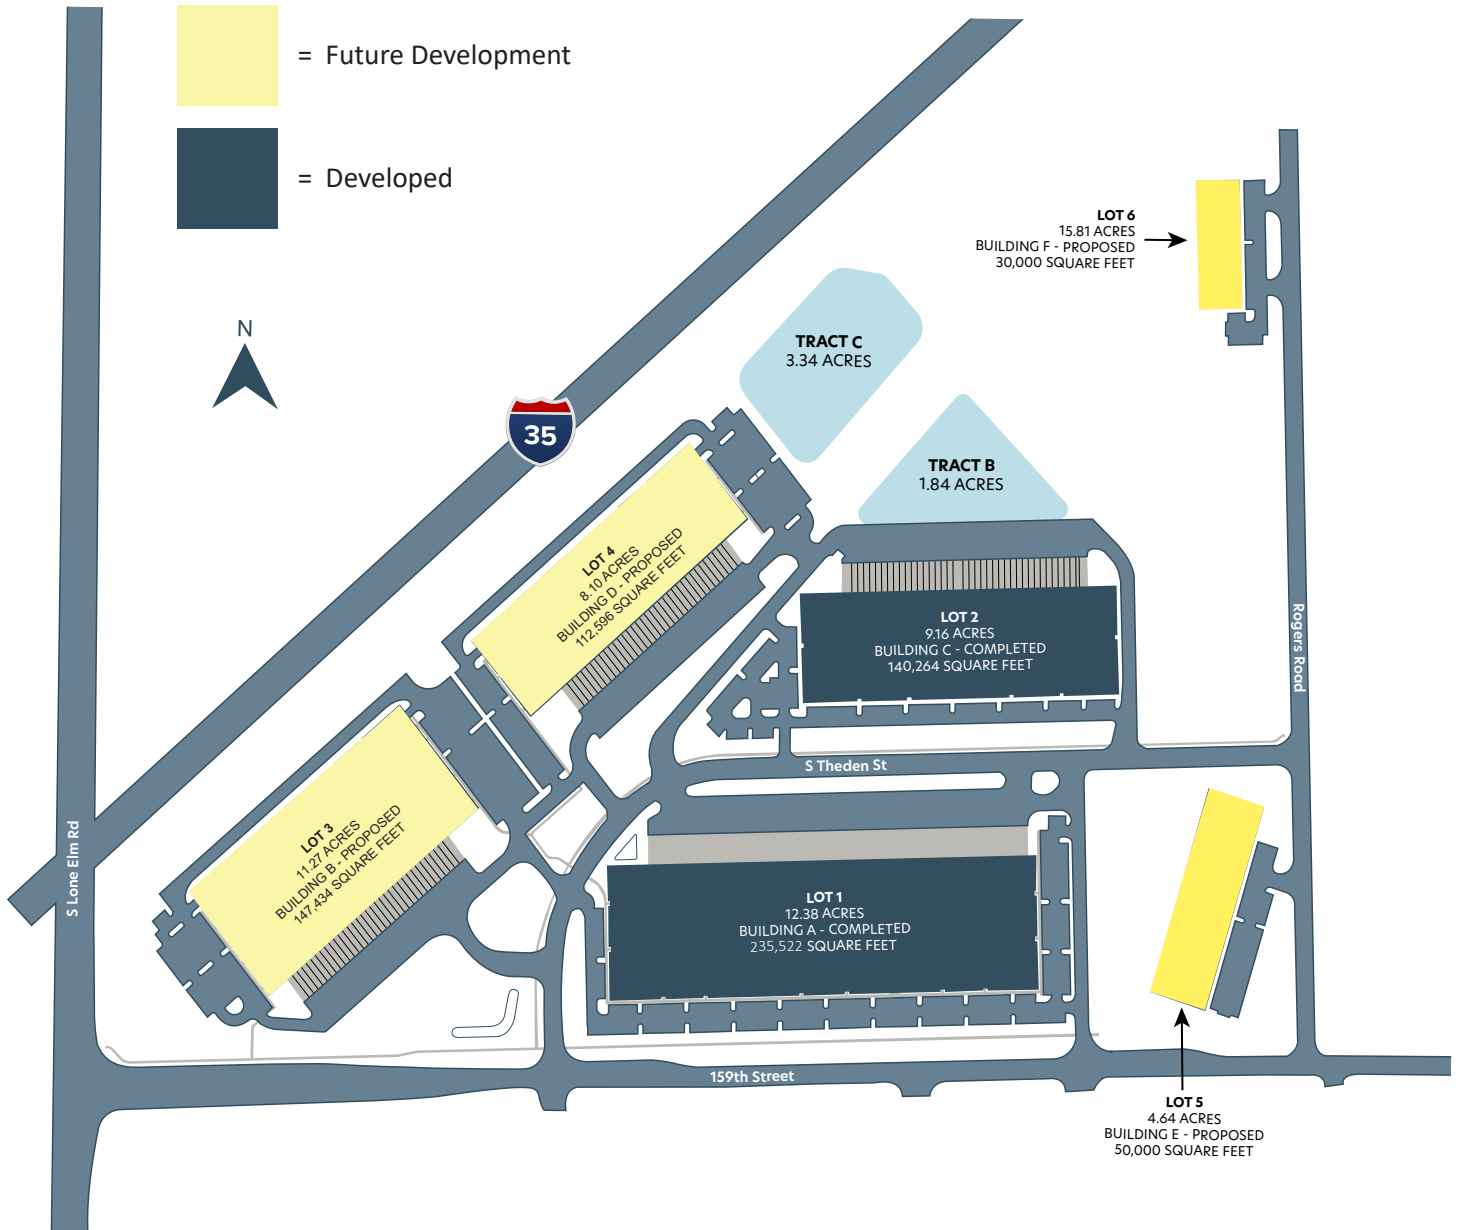 = Future Development
= Developed
N
35
LOT 6
15.81 ACRES
BUILDING F - PROPOSED
30,000 SQUARE FEET
TRACT C
3.34 ACRES
TRACT B
1.84 ACRES
LOT 4
8.10 ACRES
BUILDING D - PROPOSED
112,596 SQUARE FEET
LOT 2
9.16 ACRES
BUILDING C - COMPLETED
140,264 SQUARE FEET
Rogers Road
S Theden St
LOT 3
11.27 ACRES
BUILDING B - PROPOSED
147,434 SQUARE FEET
S Lone Elm Rd
LOT 1
12.38 ACRES
BUILDING A - COMPLETED
235,522 SQUARE FEET
159th Street
LOT 5
4.64 ACRES
BUILDING E - PROPOSED
50,000 SQUARE FEET